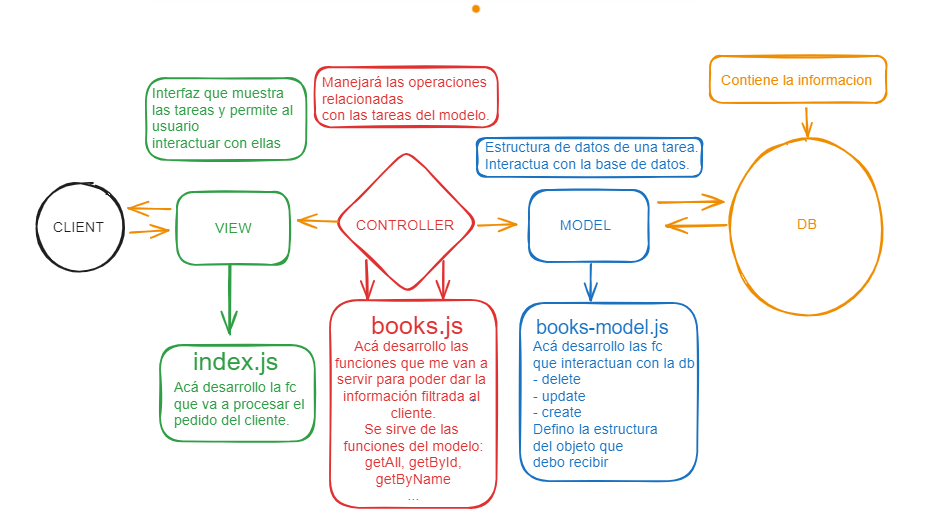 Interfaz que muestra
las tareas y permite al
usuario
interactuar con ellas
Manejará las operaciones
relacionadas
con las tareas del modelo.
Estructura de datos de una tarea.
Interactua con la base de datos.
Contiene la informacion
CLIENT
VIEW
CONTROLLER
MODEL
DB
index.js
Acá desarrollo la fc
que va a procesar el
pedido del cliente.
books.js
Acá desarrollo las
funciones que me van a
servir para poder dar la
información filtrada al
cliente.
Se sirve de las
funciones del modelo:
getAll, getById,
getByName
...
books-model.js
Acá desarrollo las fc
que interactuan con la db
- delete
- update
- create
Defino la estructura
del objeto que
debo recibir